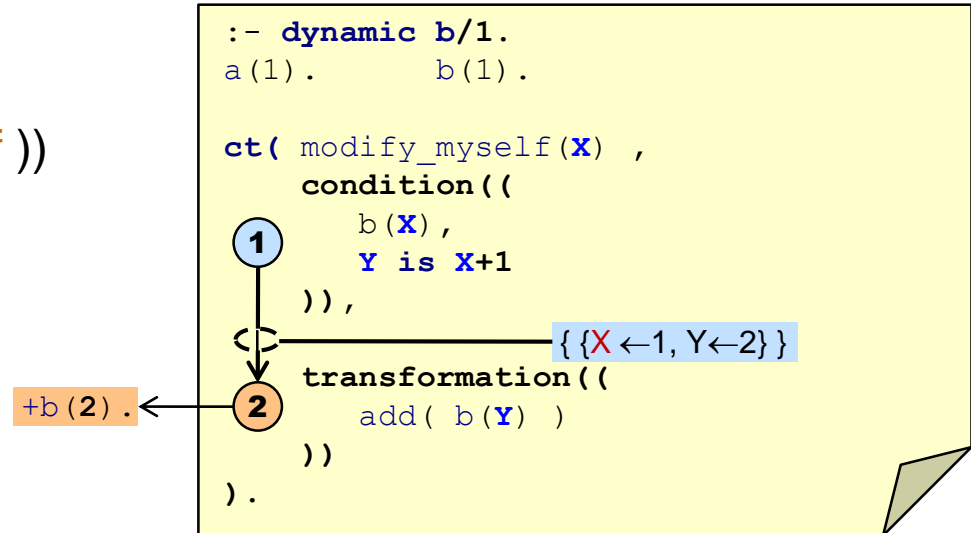 :- dynamic b/1.
a(1). b(1).
))
ct( modify_myself(X) ,
condition((
b(X),
1
Y is X+1
)),
{ {X ←1, Y←2} }
transformation((
+b(2).
2
add( b(Y) )
))
).